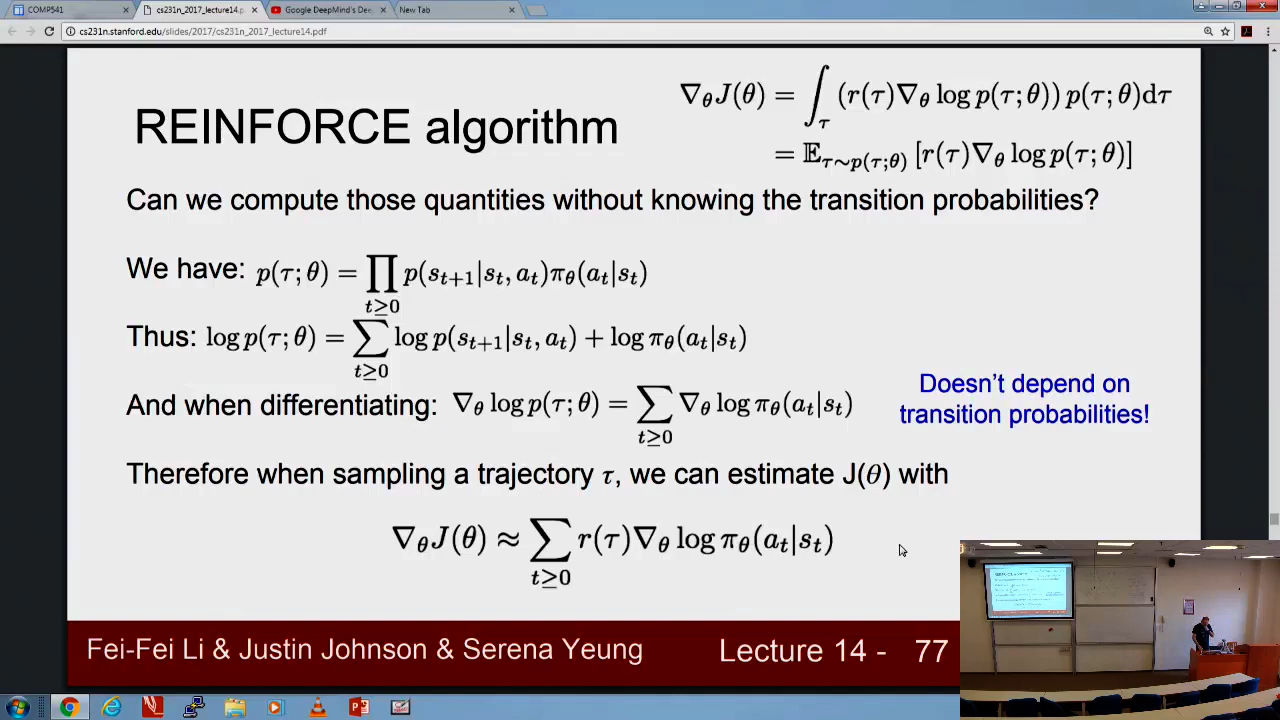 COMP541
cs231n_2017_lecture14.pdf
Google DeepMind's Dee
New Tab
cs231n.stanford.edu/slides/2017/cs231n_2017_lecture14.pdf
REINFORCE algorithm
∇θJ(θ) = ∫τ (r(τ)∇θ log p(τ;θ)) p(τ;θ)dτ
= 𝔼τ∼p(τ;θ) [r(τ)∇θ log p(τ;θ)]
Can we compute those quantities without knowing the transition probabilities?
We have: p(τ;θ) = ∏t≥0 p(st+1|st, at)πθ(at|st)
Thus: log p(τ;θ) = ∑t≥0 log p(st+1|st, at) + log πθ(at|st)
And when differentiating: ∇θ log p(τ;θ) = ∑t≥0 ∇θ log πθ(at|st)
Doesn't depend on
transition probabilities!
Therefore when sampling a trajectory τ, we can estimate J(θ) with
∇θJ(θ) ≈ ∑t≥0 r(τ)∇θ log πθ(at|st)
Fei-Fei Li & Justin Johnson & Serena Yeung
Lecture 14 - 77